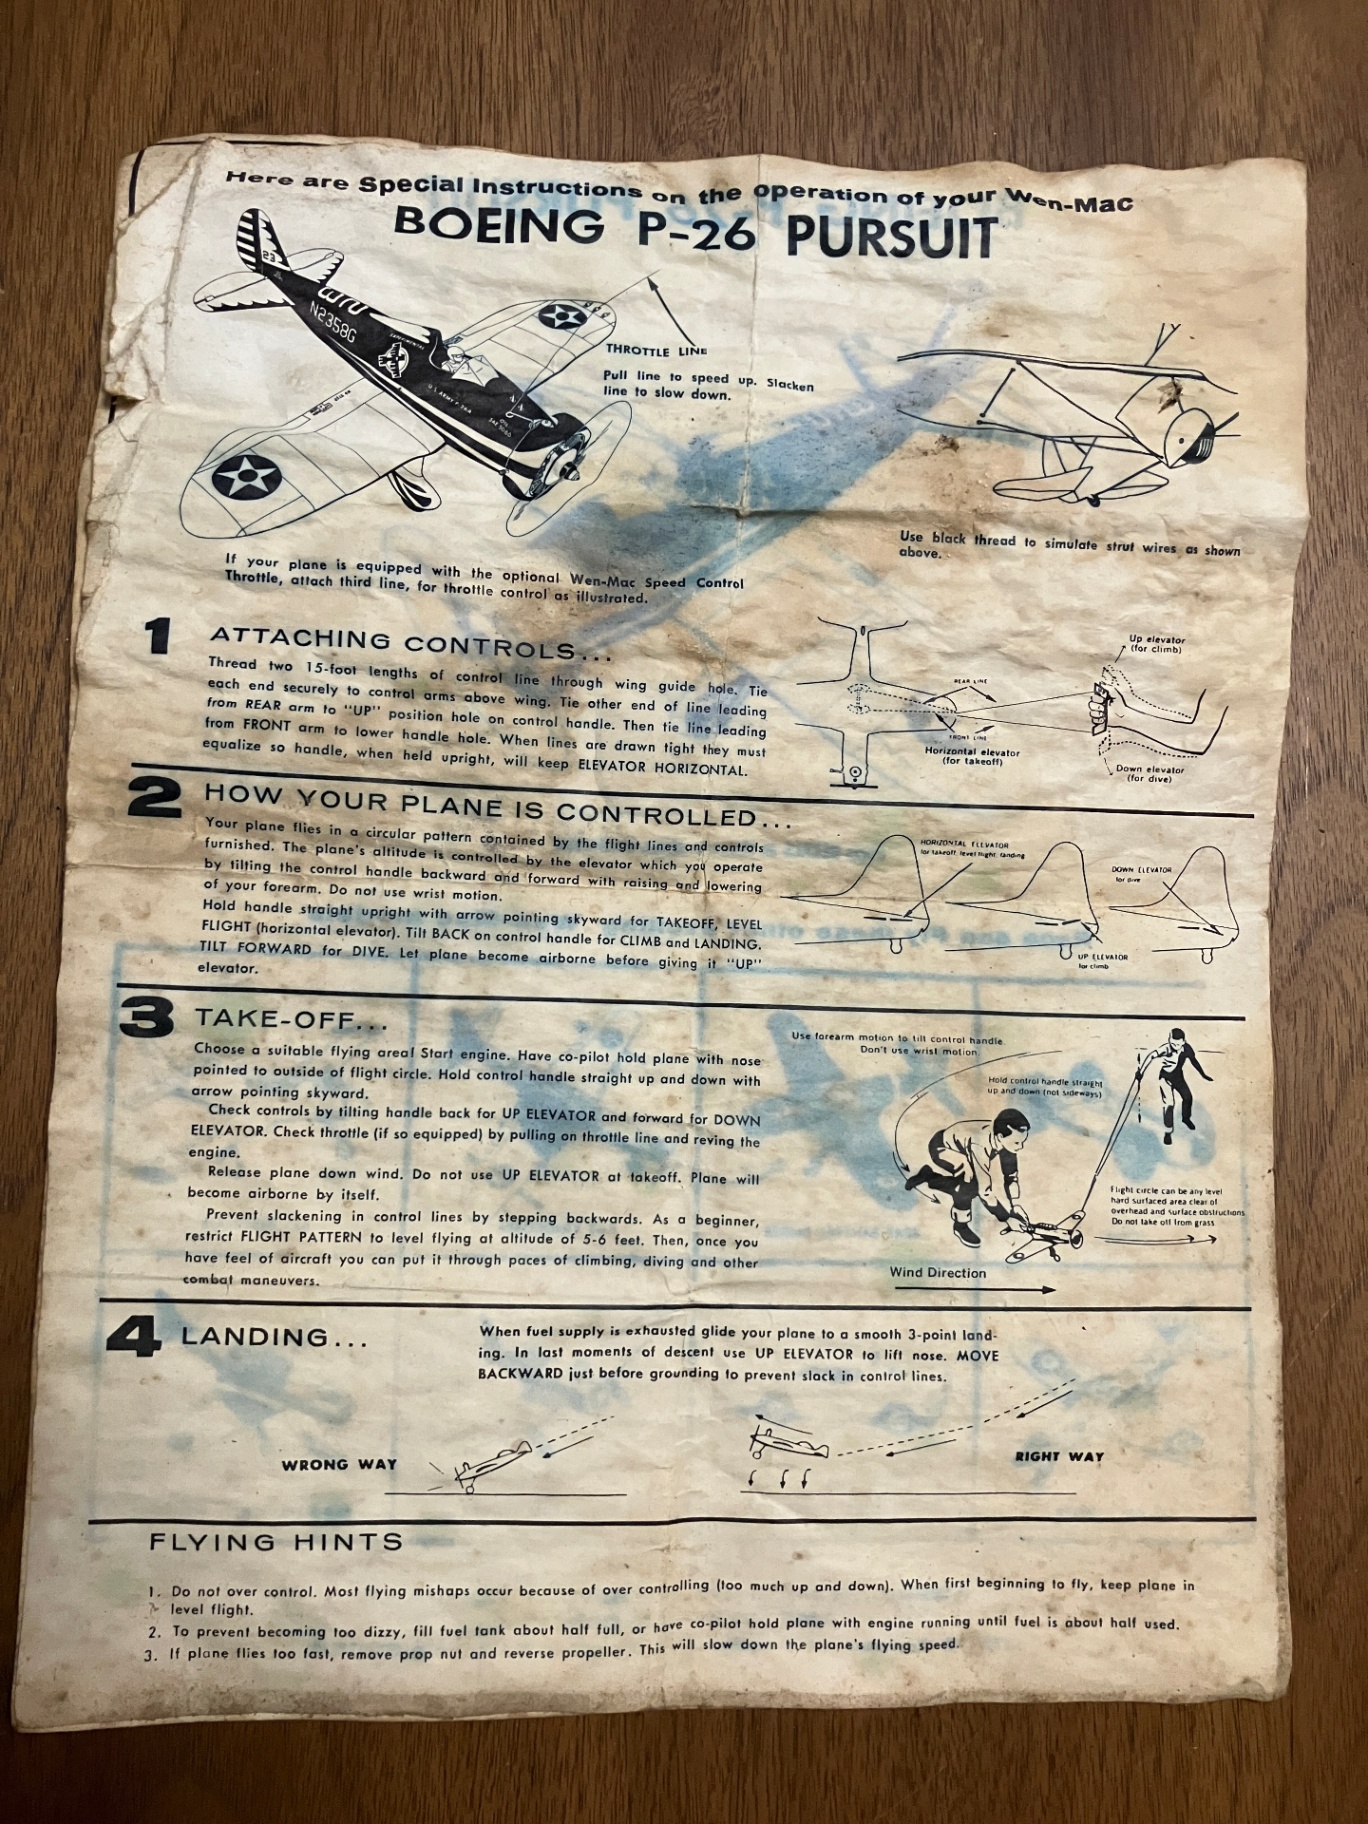 Here are Special Instructions on the operation of your Wen-Mac
BOEING P-26 PURSUIT
23
N2358G
EXPERIMENTAL
THROTTLE LINE
Pull line to speed up. Slacken
line to slow down.
Use black thread to simulate strut wires as shown
above.
If your plane is equipped with the optional Wen-Mac Speed Control
Throttle, attach third line, for throttle control as illustrated.
1 ATTACHING CONTROLS...
Thread two 15-foot lengths of control line through wing guide hole. Tie
each end securely to control arms above wing. Tie other end of line leading
from REAR arm to "UP" position hole on control handle. Then tie line leading
from FRONT arm to lower handle hole. When lines are drawn tight they must
equalize so handle, when held upright, will keep ELEVATOR HORIZONTAL.
Up elevator
(for climb)
REAR LINE
FRONT LINE
Horizontal elevator
(for takeoff)
Down elevator
(for dive)
2 HOW YOUR PLANE IS CONTROLLED...
Your plane flies in a circular pattern contained by the flight lines and controls
furnished. The plane's altitude is controlled by the elevator which you operate
by tilting the control handle backward and forward with raising and lowering
of your forearm. Do not use wrist motion.
Hold handle straight upright with arrow pointing skyward for TAKEOFF, LEVEL
FLIGHT (horizontal elevator). Tilt BACK on control handle for CLIMB and LANDING.
TILT FORWARD for DIVE. Let plane become airborne before giving it "UP"
elevator.
HORIZONTAL ELEVATOR
for takeoff, level flight, landing
DOWN ELEVATOR
for dive
UP ELEVATOR
for climb
3 TAKE-OFF...
Choose a suitable flying area! Start engine. Have co-pilot hold plane with nose
pointed to outside of flight circle. Hold control handle straight up and down with
arrow pointing skyward.
Check controls by tilting handle back for UP ELEVATOR and forward for DOWN
ELEVATOR. Check throttle (if so equipped) by pulling on throttle line and reving the
engine.
Release plane down wind. Do not use UP ELEVATOR at takeoff. Plane will
become airborne by itself.
Prevent slackening in control lines by stepping backwards. As a beginner,
restrict FLIGHT PATTERN to level flying at altitude of 5-6 feet. Then, once you
have feel of aircraft you can put it through paces of climbing, diving and other
combat maneuvers.
Use forearm motion to tilt control handle.
Don't use wrist motion
Hold control handle straight
up and down (not sideways)
Flight circle can be any level
hard surfaced area clear of
overhead and surface obstructions
Do not take off from grass
Wind Direction
4 LANDING...
When fuel supply is exhausted glide your plane to a smooth 3-point land-
ing. In last moments of descent use UP ELEVATOR to lift nose. MOVE
BACKWARD just before grounding to prevent slack in control lines.
WRONG WAY
RIGHT WAY
FLYING HINTS
1. Do not over control. Most flying mishaps occur because of over controlling (too much up and down). When first beginning to fly, keep plane in
level flight.
2. To prevent becoming too dizzy, fill fuel tank about half full, or have co-pilot hold plane with engine running until fuel is about half used.
3. If plane flies too fast, remove prop nut and reverse propeller. This will slow down the plane's flying speed.